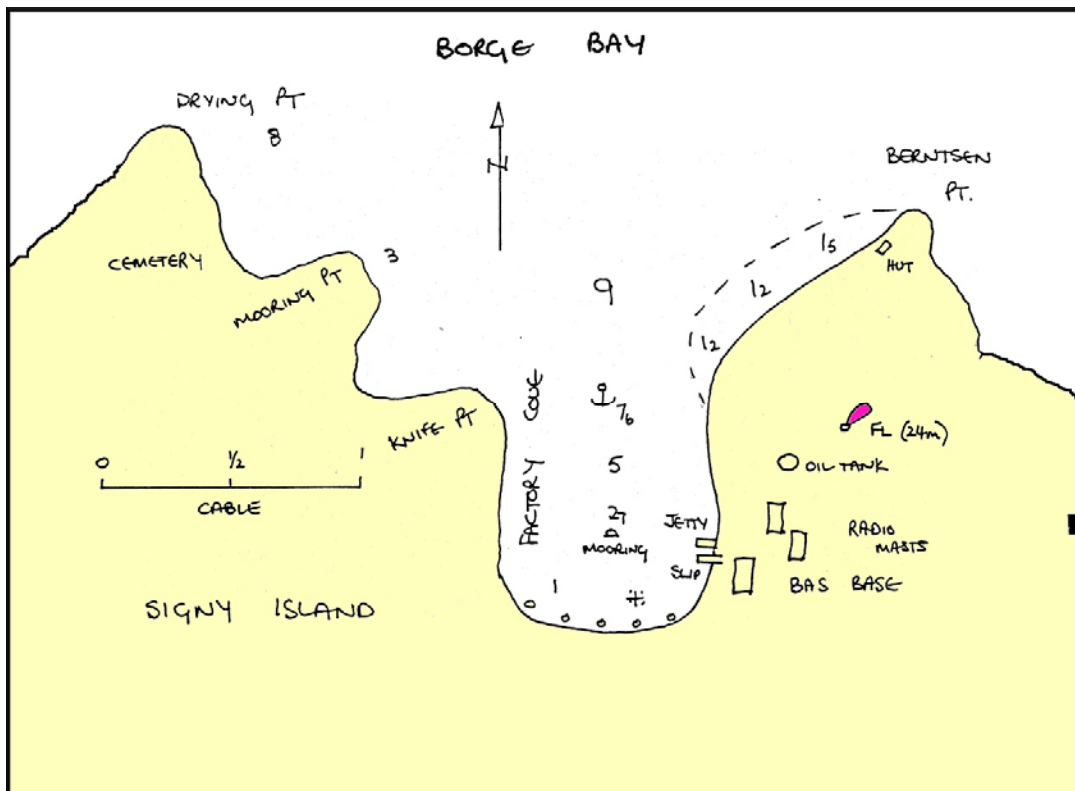 BORGE BAY
DRYING PT
8
N
BERNTSEN
PT.
CEMETERY
MOORING PT
3
9
1₅
1₂
1₂
HUT
KNIFE PT
FACTORY COVE
7₆
FL (24m)
0 1/2 1
CABLE
5
OIL TANK
2₇
MOORING
JETTY
SLIP
RADIO
MASTS
BAS BASE
1
SIGNY ISLAND